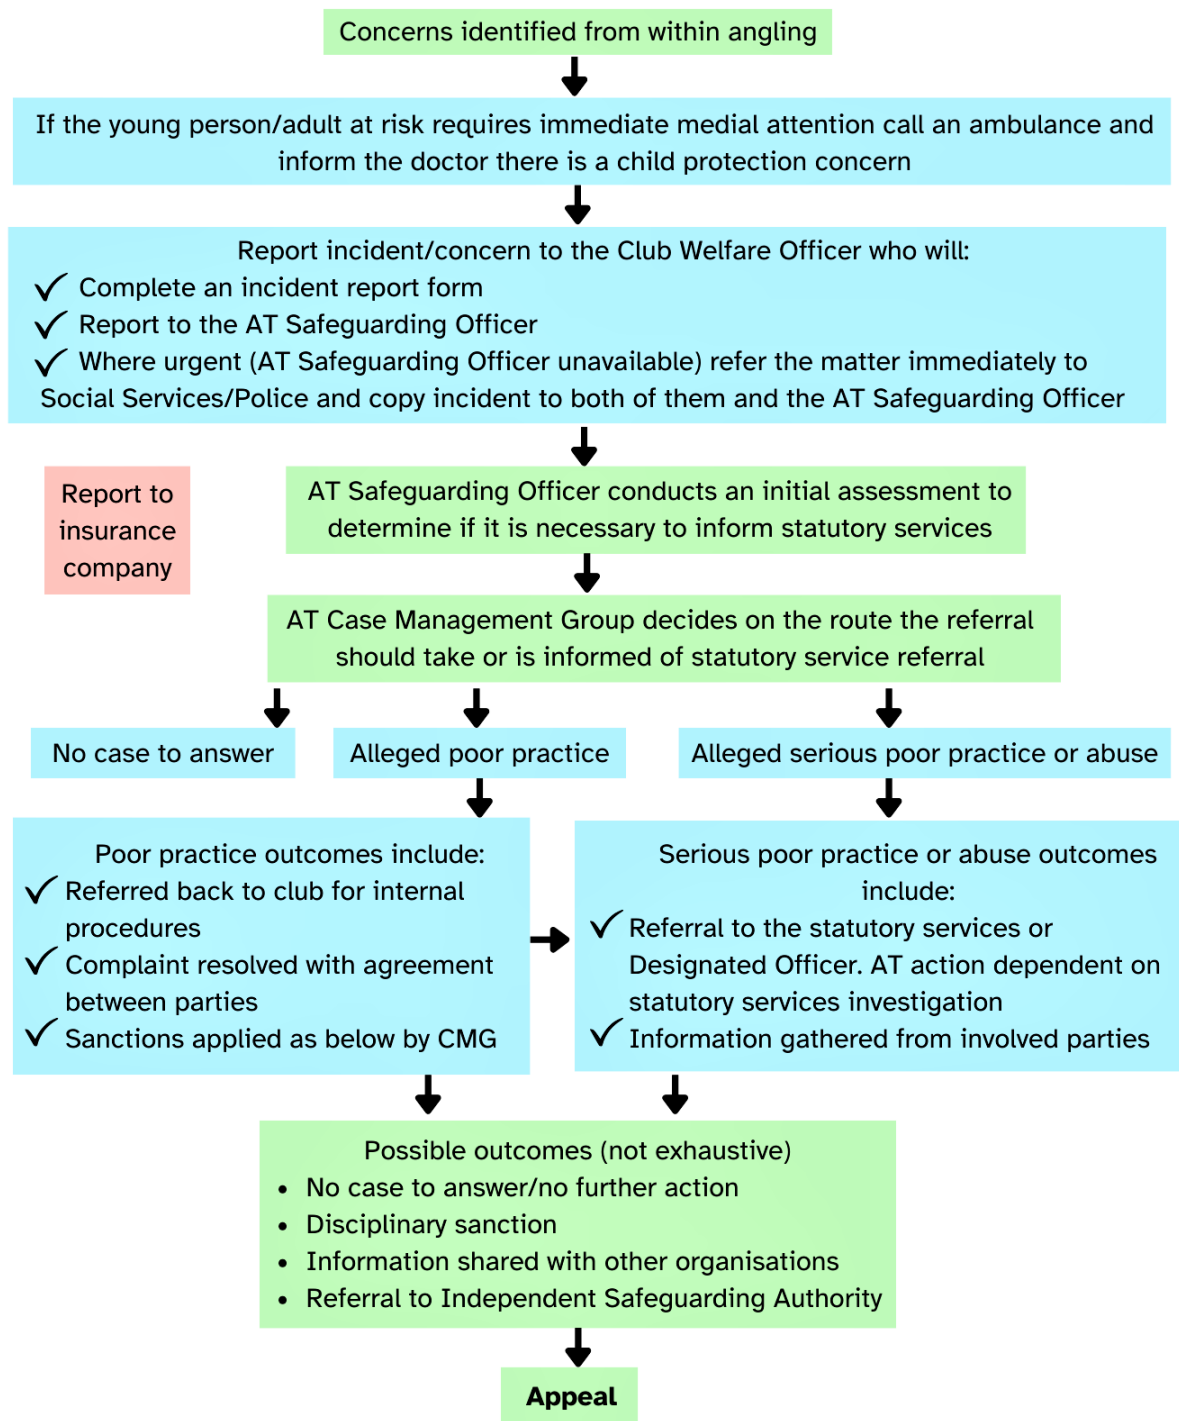 Concerns identified from within angling
If the young person/adult at risk requires immediate medial attention call an ambulance and
inform the doctor there is a child protection concern
Report incident/concern to the Club Welfare Officer who will:
Complete an incident report form
Report to the AT Safeguarding Officer
Where urgent (AT Safeguarding Officer unavailable) refer the matter immediately to
Social Services/Police and copy incident to both of them and the AT Safeguarding Officer
Report to
insurance
company
AT Safeguarding Officer conducts an initial assessment to
determine if it is necessary to inform statutory services
AT Case Management Group decides on the route the referral
should take or is informed of statutory service referral
No case to answer
Alleged poor practice
Alleged serious poor practice or abuse
Poor practice outcomes include:
Referred back to club for internal
procedures
Complaint resolved with agreement
between parties
Sanctions applied as below by CMG
Serious poor practice or abuse outcomes
include:
Referral to the statutory services or
Designated Officer. AT action dependent on
statutory services investigation
Information gathered from involved parties
Possible outcomes (not exhaustive)
• No case to answer/no further action
• Disciplinary sanction
• Information shared with other organisations
• Referral to Independent Safeguarding Authority
Appeal